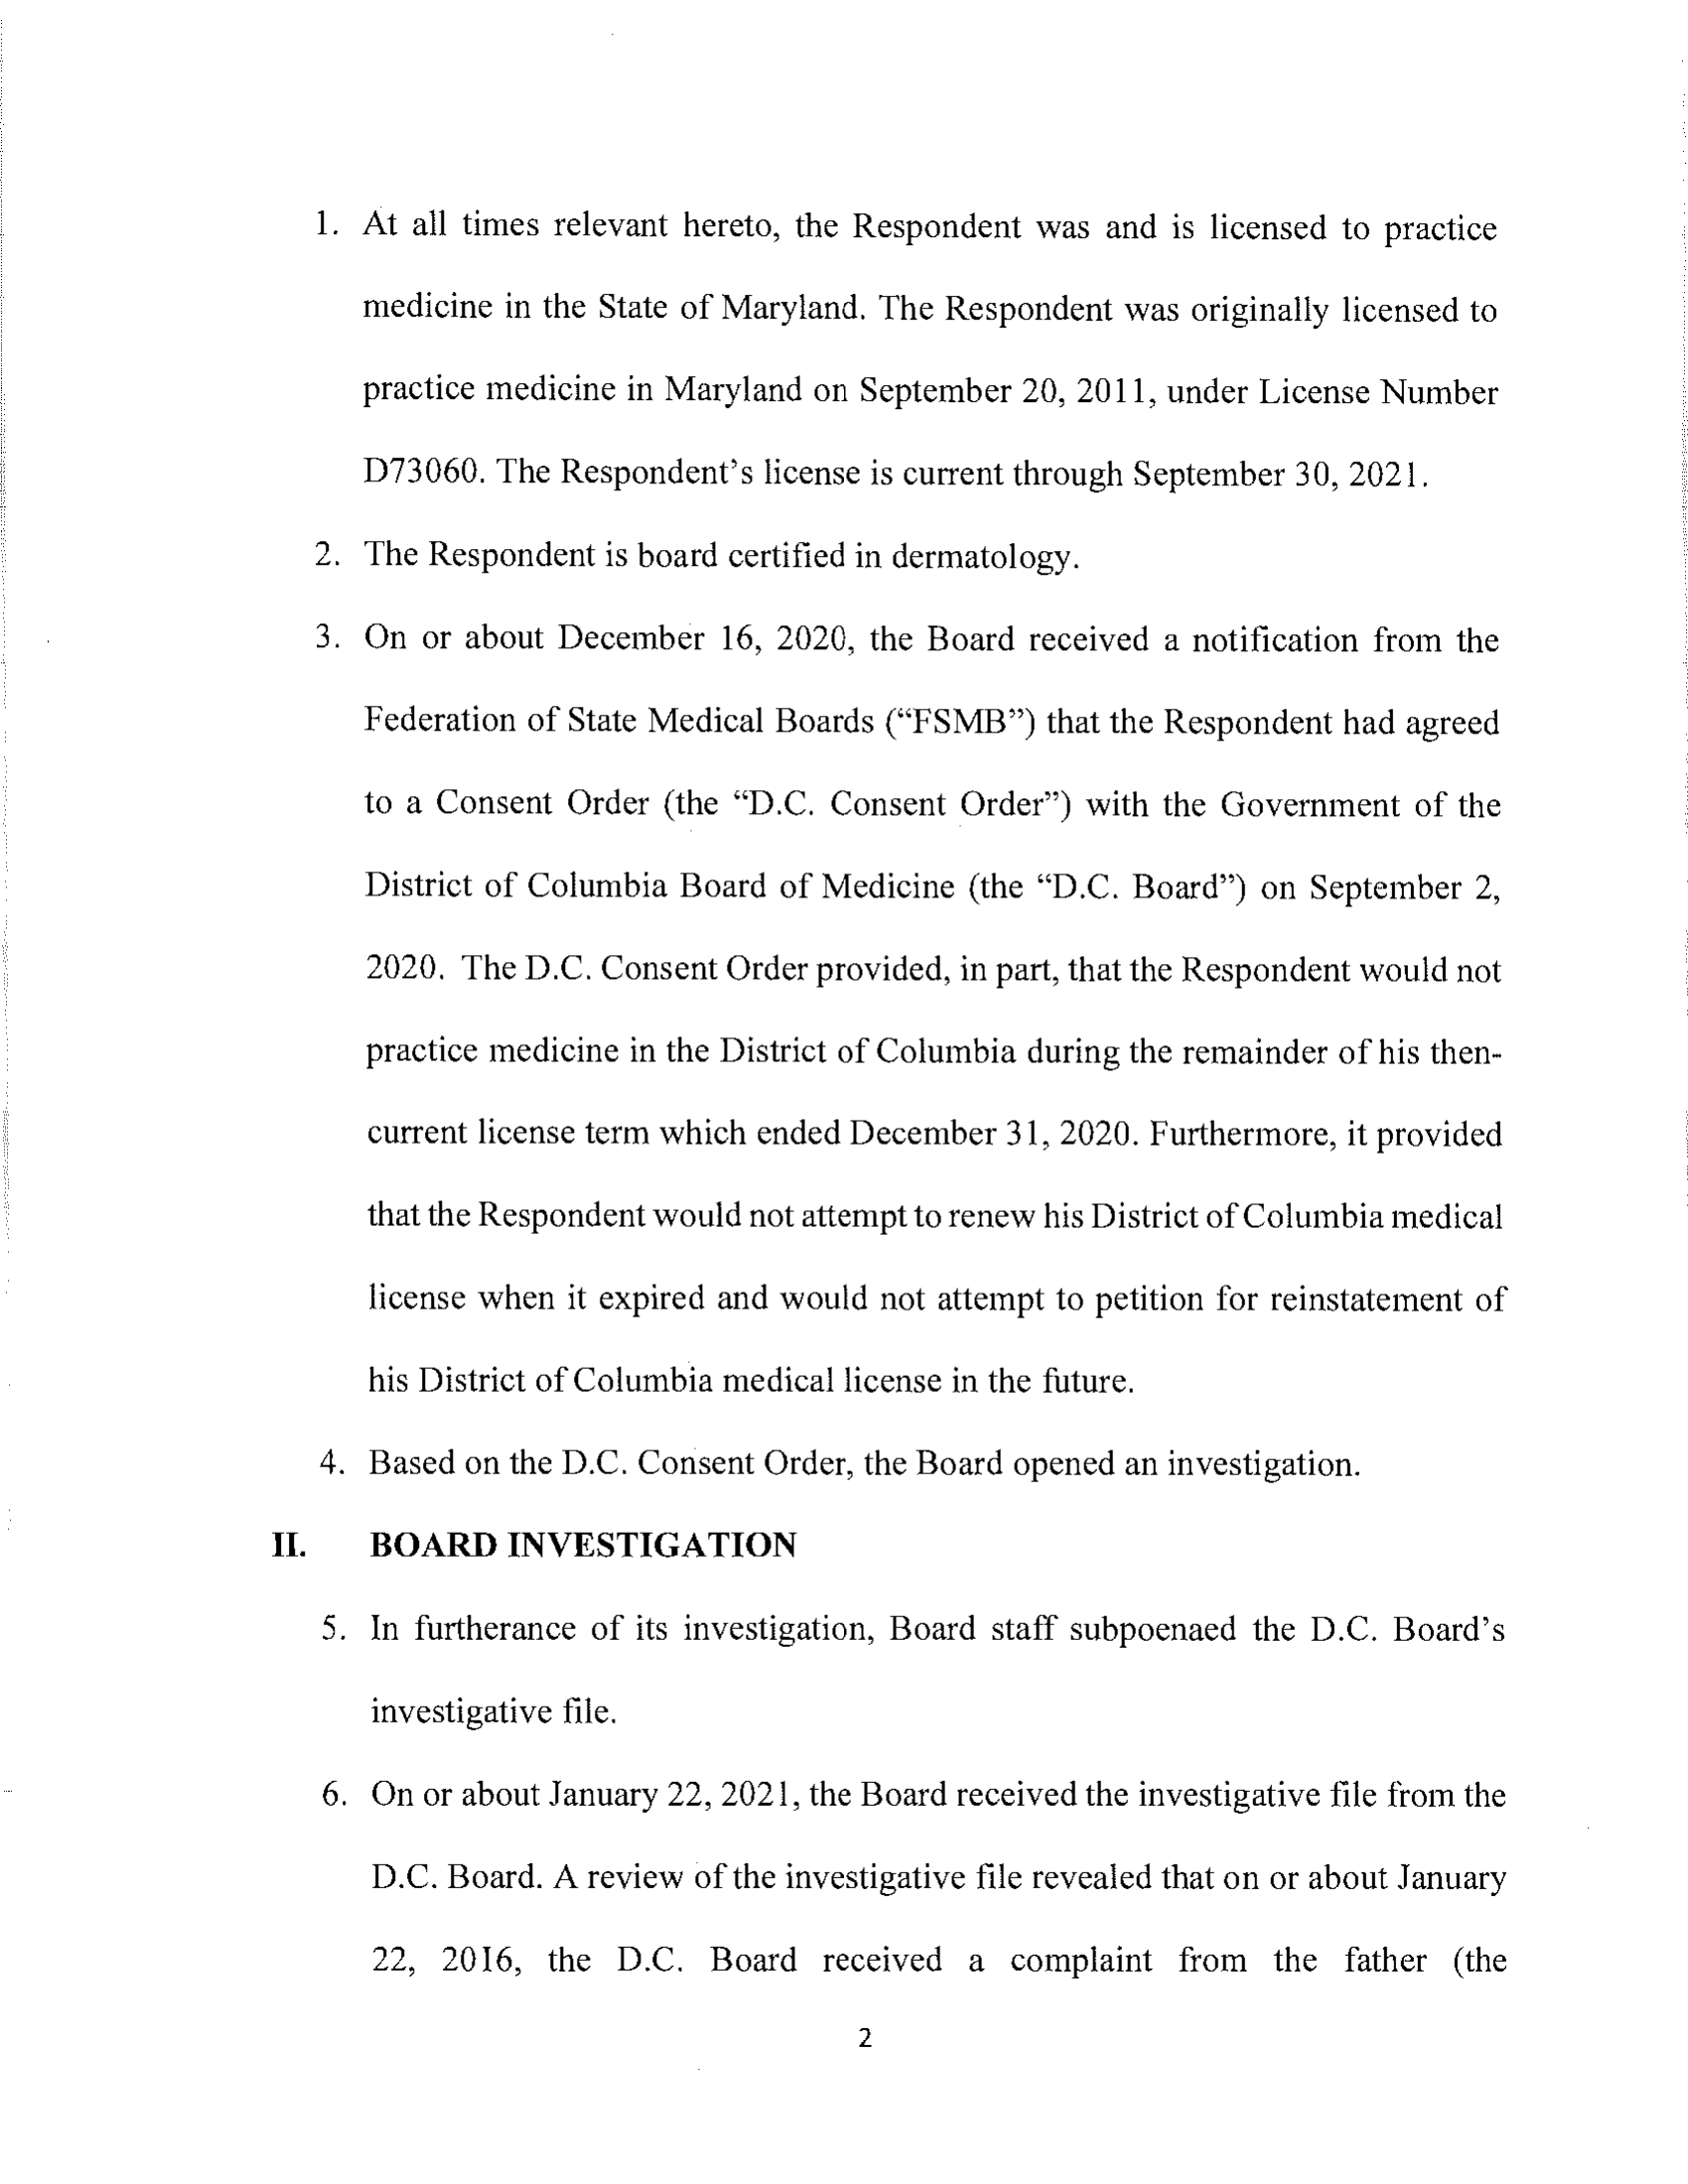 1. At all times relevant hereto, the Respondent was and is licensed to practice
medicine in the State of Maryland. The Respondent was originally licensed to
practice medicine in Maryland on September 20, 2011, under License Number
D73060. The Respondent’s license is current through September 30, 2021.
2. The Respondent is board certified in dermatology.
3. On or about December 16, 2020, the Board received a notification from the
Federation of State Medical Boards (“FSMB”) that the Respondent had agreed
to a Consent Order (the “D.C. Consent Order”) with the Government of the
District of Columbia Board of Medicine (the “D.C. Board”) on September 2,
2020. The D.C. Consent Order provided, in part, that the Respondent would not
practice medicine in the District of Columbia during the remainder of his then-
current license term which ended December 31, 2020. Furthermore, it provided
that the Respondent would not attempt to renew his District of Columbia medical
license when it expired and would not attempt to petition for reinstatement of
his District of Columbia medical license in the future.
4. Based on the D.C. Consent Order, the Board opened an investigation.
II. BOARD INVESTIGATION
5. In furtherance of its investigation, Board staff subpoenaed the D.C. Board’s
investigative file.
6. On or about January 22, 2021, the Board received the investigative file from the
D.C. Board. A review of the investigative file revealed that on or about January
22, 2016, the D.C. Board received a complaint from the father (the
2